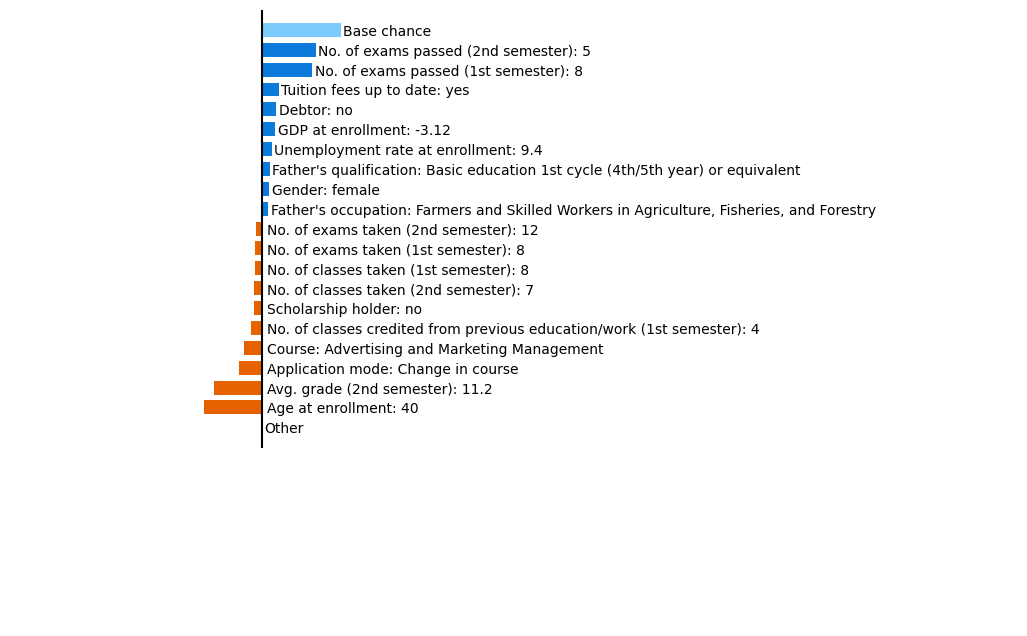 Base chance
No. of exams passed (2nd semester): 5
No. of exams passed (1st semester): 8
Tuition fees up to date: yes
Debtor: no
GDP at enrollment: -3.12
Unemployment rate at enrollment: 9.4
Father's qualification: Basic education 1st cycle (4th/5th year) or equivalent
Gender: female
Father's occupation: Farmers and Skilled Workers in Agriculture, Fisheries, and Forestry
No. of exams taken (2nd semester): 12
No. of exams taken (1st semester): 8
No. of classes taken (1st semester): 8
No. of classes taken (2nd semester): 7
Scholarship holder: no
No. of classes credited from previous education/work (1st semester): 4
Course: Advertising and Marketing Management
Application mode: Change in course
Avg. grade (2nd semester): 11.2
Age at enrollment: 40
Other